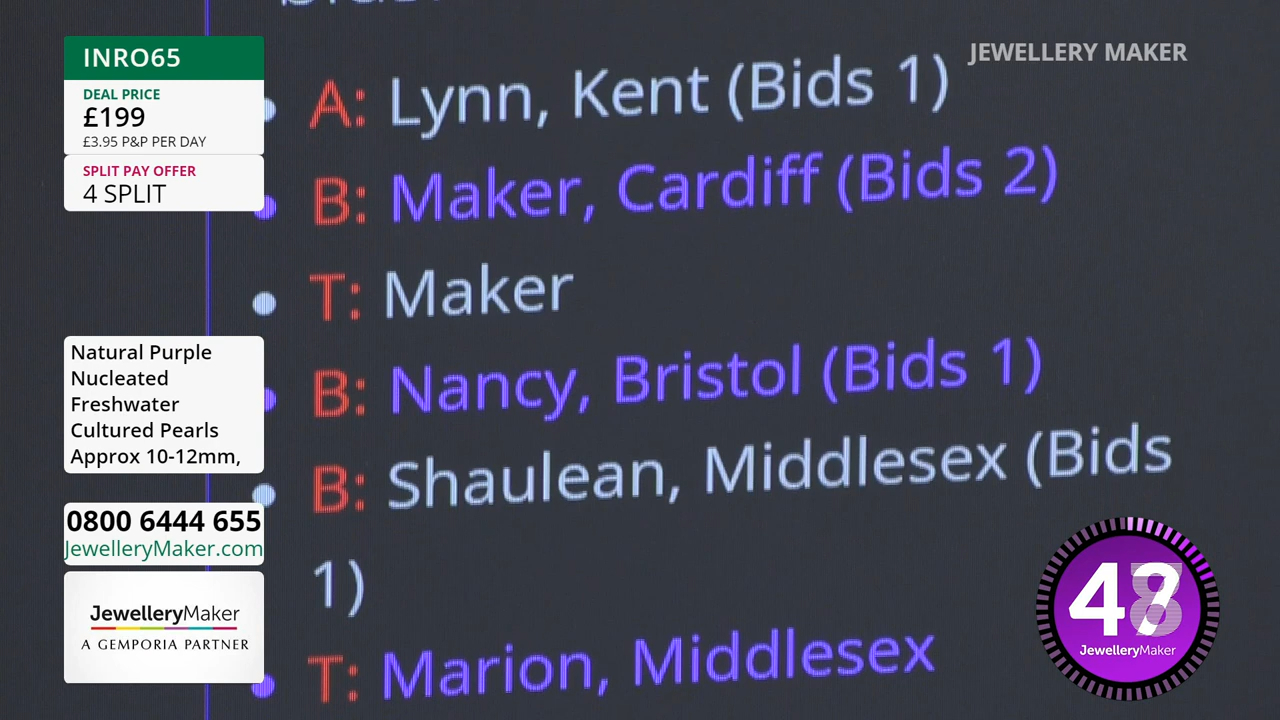 INRO65
DEAL PRICE
£199
£3.95 P&P PER DAY
SPLIT PAY OFFER
4 SPLIT
Natural Purple
Nucleated
Freshwater
Cultured Pearls
Approx 10-12mm,
0800 6444 655
JewelleryMaker.com
JewelleryMaker
A GEMPORIA PARTNER
JEWELLERY MAKER
A: Lynn, Kent (Bids 1)
B: Maker, Cardiff (Bids 2)
T: Maker
B: Nancy, Bristol (Bids 1)
B: Shaulean, Middlesex (Bids
1)
T: Marion, Middlesex
JewelleryMaker